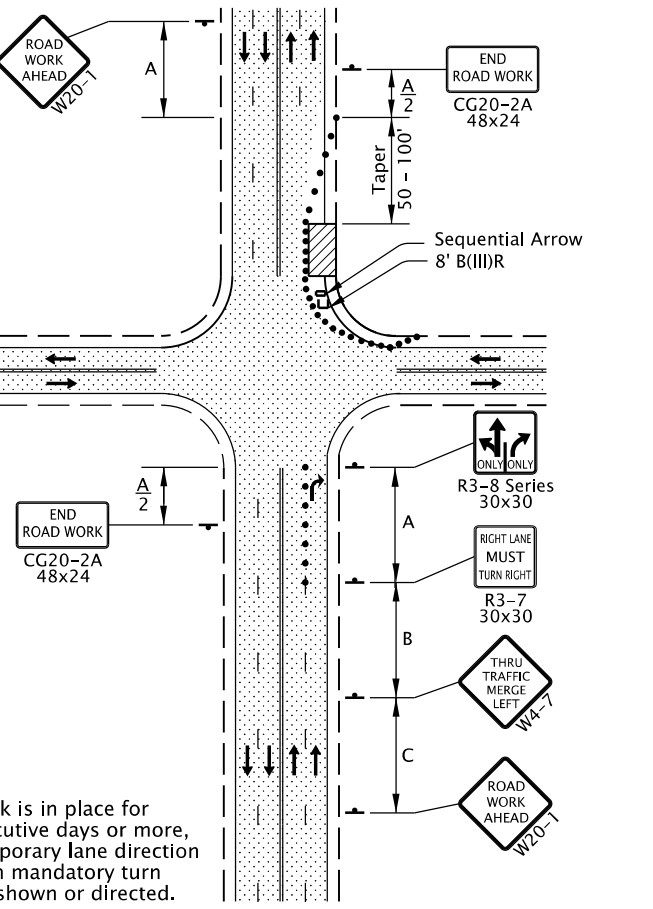 ROAD
WORK
AHEAD
W20-1
A
END
ROAD WORK
CG20-2A
48x24
A
2
Taper
50 - 100'
Sequential Arrow
8' B(III)R
ONLY ONLY
R3-8 Series
30x30
A
2
A
END
ROAD WORK
CG20-2A
48x24
RIGHT LANE
MUST
TURN RIGHT
R3-7
30x30
B
THRU
TRAFFIC
MERGE
LEFT
W4-7
C
ROAD
WORK
AHEAD
W20-1
k is in place for
utive days or more,
porary lane direction
n mandatory turn
shown or directed.